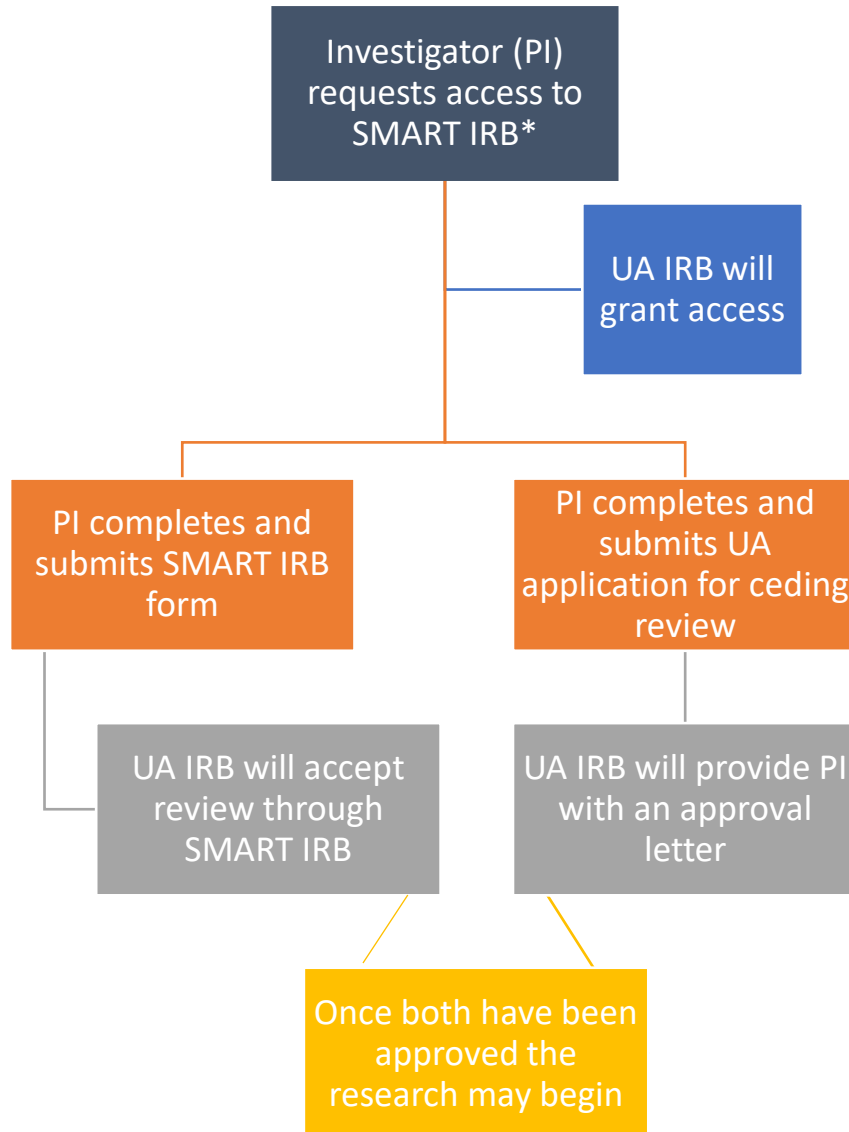 Investigator (PI)
requests access to
SMART IRB*
UA IRB will
grant access
PI completes and
submits SMART IRB
form
PI completes and
submits UA
application for ceding
review
UA IRB will accept
review through
SMART IRB
UA IRB will provide PI
with an approval
letter
Once both have been
approved the
research may begin